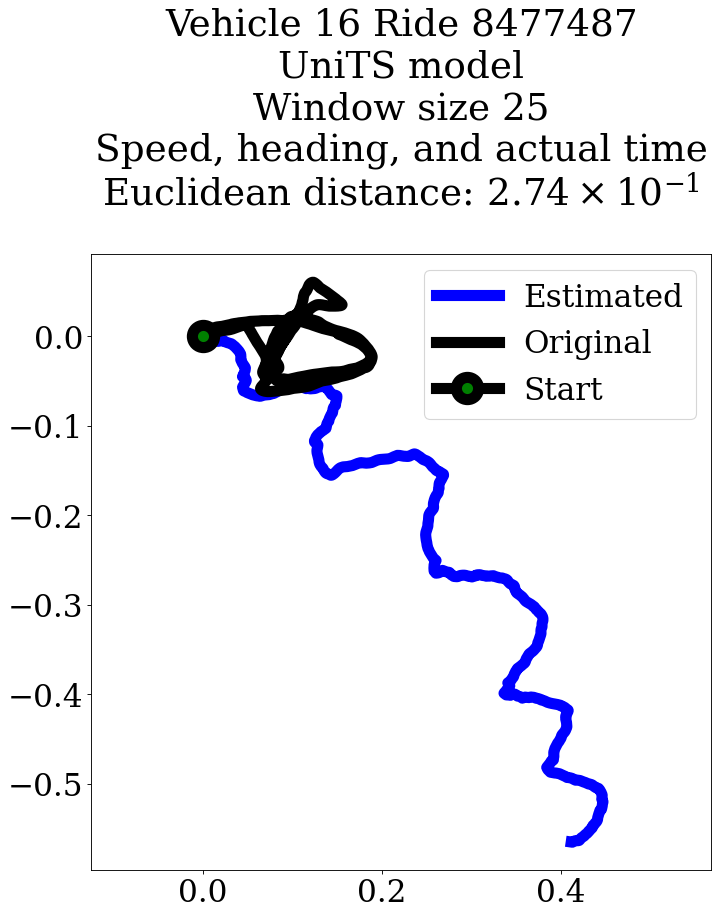 Vehicle 16 Ride 8477487
UniTS model
Window size 25
Speed, heading, and actual time
Euclidean distance: 2.74 × 10⁻¹
Estimated
Original
Start
0.0
−0.1
−0.2
−0.3
−0.4
−0.5
0.0 0.2 0.4